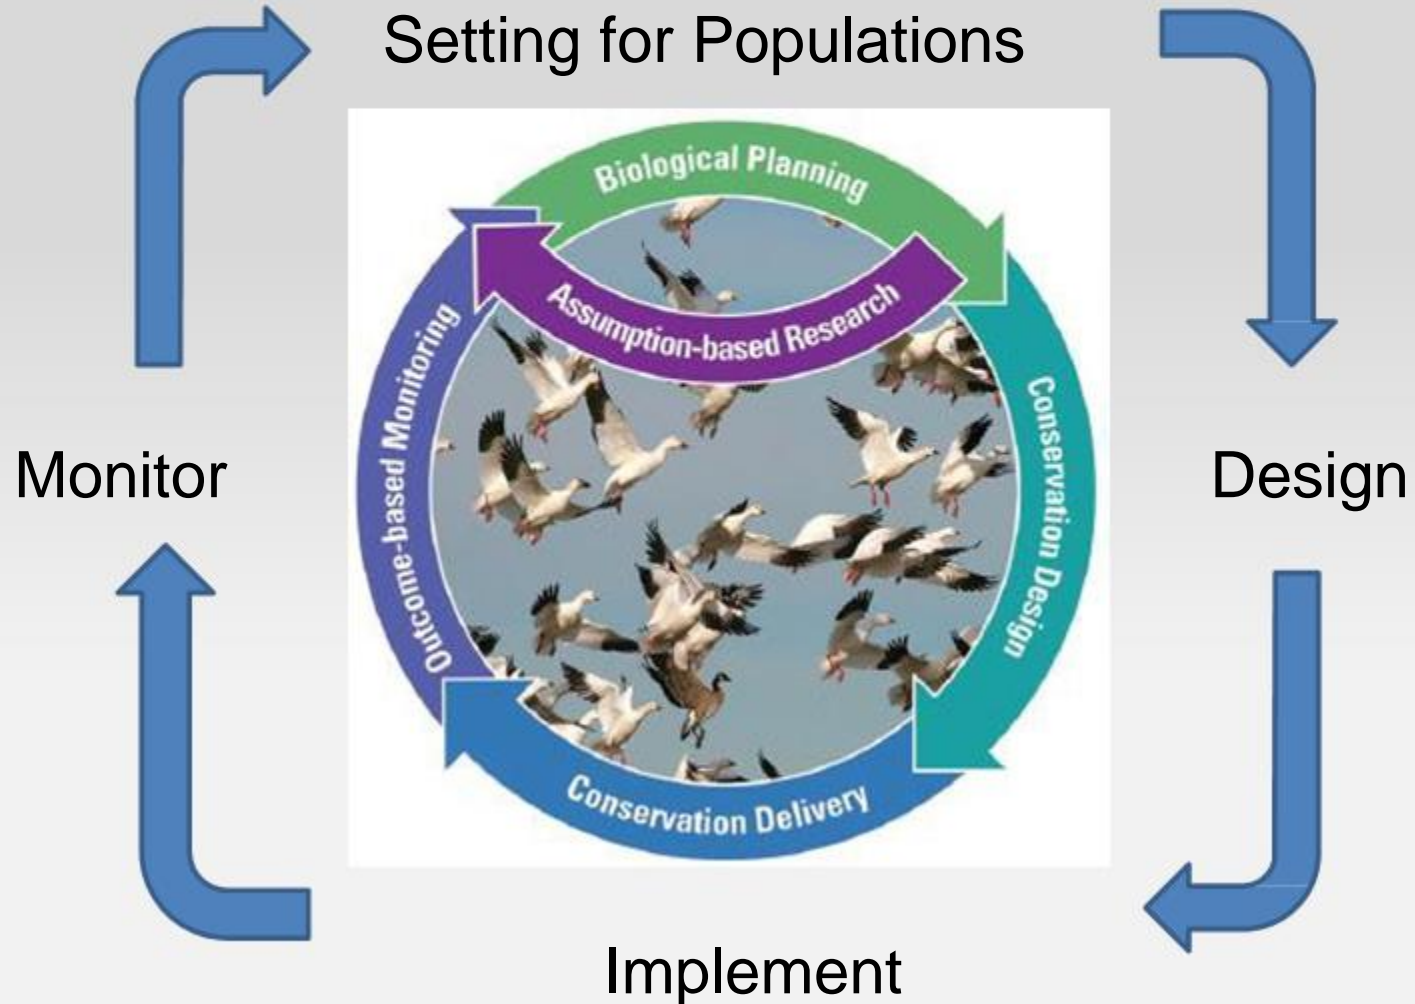 Setting for Populations
Biological Planning
Assumption-based Research
Outcome-based Monitoring
Conservation Design
Monitor
Design
Conservation Delivery
Implement